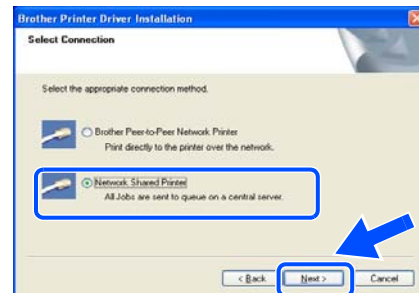 Brother Printer Driver Installation
Select Connection
Select the appropriate connection method.
Brother Peer-to-Peer Network Printer
Print directly to the printer over the network.
Network Shared Printer
All Jobs are sent to queue on a central server.
< Back
Next >
Cancel